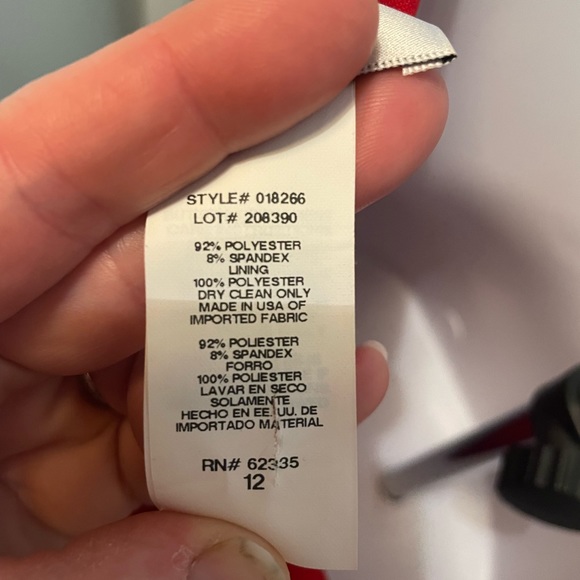 STYLE# 018266
LOT# 208390
92% POLYESTER
8% SPANDEX
LINING
100% POLYESTER
DRY CLEAN ONLY
MADE IN USA OF
IMPORTED FABRIC
92% POLIESTER
8% SPANDEX
FORRO
100% POLIESTER
LAVAR EN SECO
SOLAMENTE
HECHO EN EE. UU. DE
IMPORTADO MATERIAL
RN# 62335
12